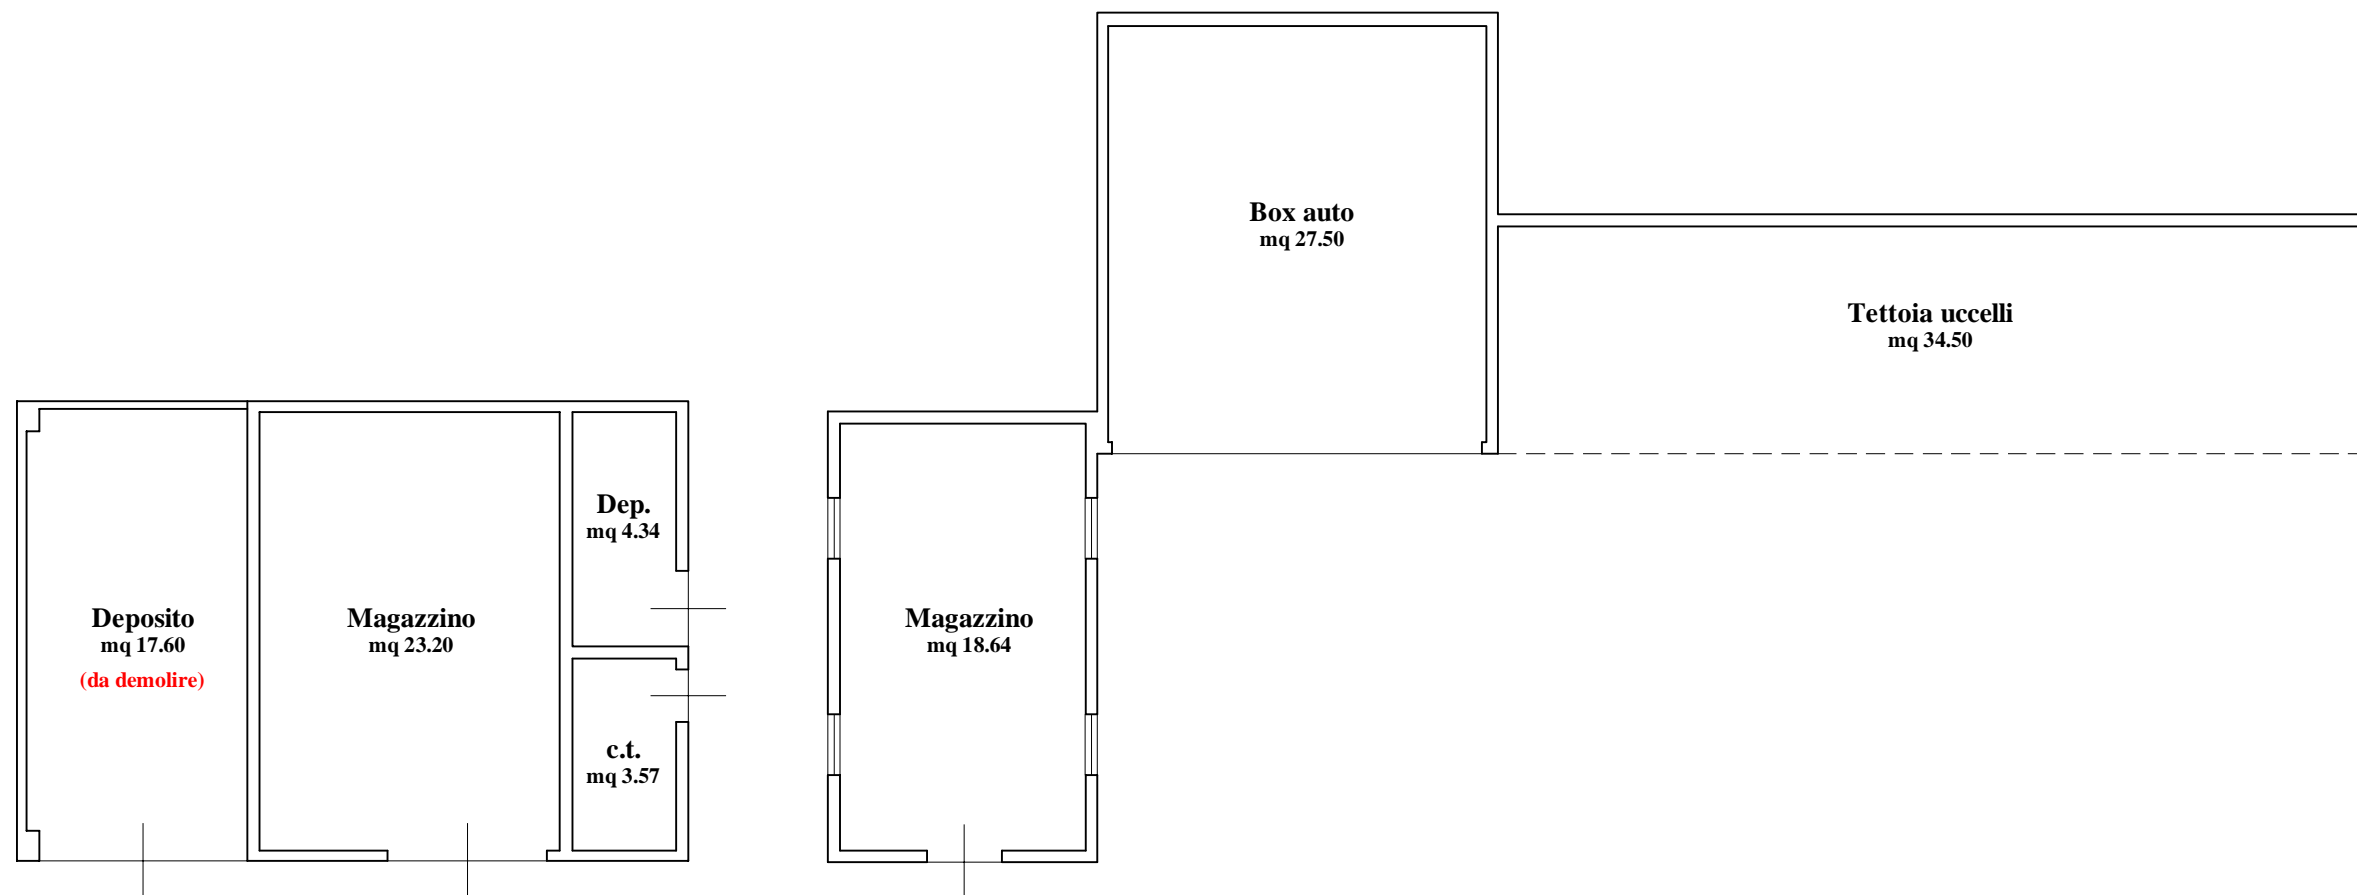 Box auto
mq 27.50
Tettoia uccelli
mq 34.50
Dep.
mq 4.34
Deposito
mq 17.60
(da demolire)
Magazzino
mq 23.20
c.t.
mq 3.57
Magazzino
mq 18.64